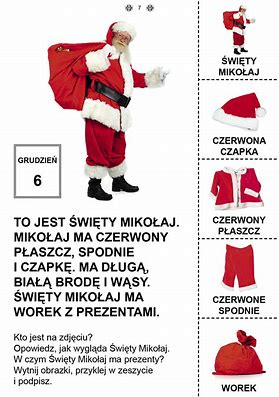 7
GRUDZIEŃ
6
TO JEST ŚWIĘTY MIKOŁAJ.
MIKOŁAJ MA CZERWONY
PŁASZCZ, SPODNIE
I CZAPKĘ. MA DŁUGĄ,
BIAŁĄ BRODĘ I WĄSY.
ŚWIĘTY MIKOŁAJ MA
WOREK Z PREZENTAMI.
Kto jest na zdjęciu?
Opowiedz, jak wygląda Święty Mikołaj.
W czym Święty Mikołaj ma prezenty?
Wytnij obrazki, przyklej w zeszycie
i podpisz.
ŚWIĘTY
MIKOŁAJ
CZERWONA
CZAPKA
CZERWONY
PŁASZCZ
CZERWONE
SPODNIE
WOREK